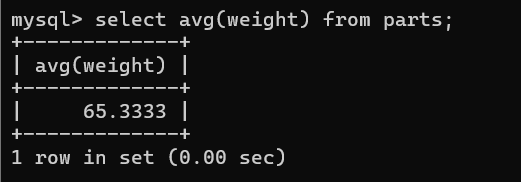 mysql> select avg(weight) from parts;
+-------------+
| avg(weight) |
+-------------+
|     65.3333 |
+-------------+
1 row in set (0.00 sec)